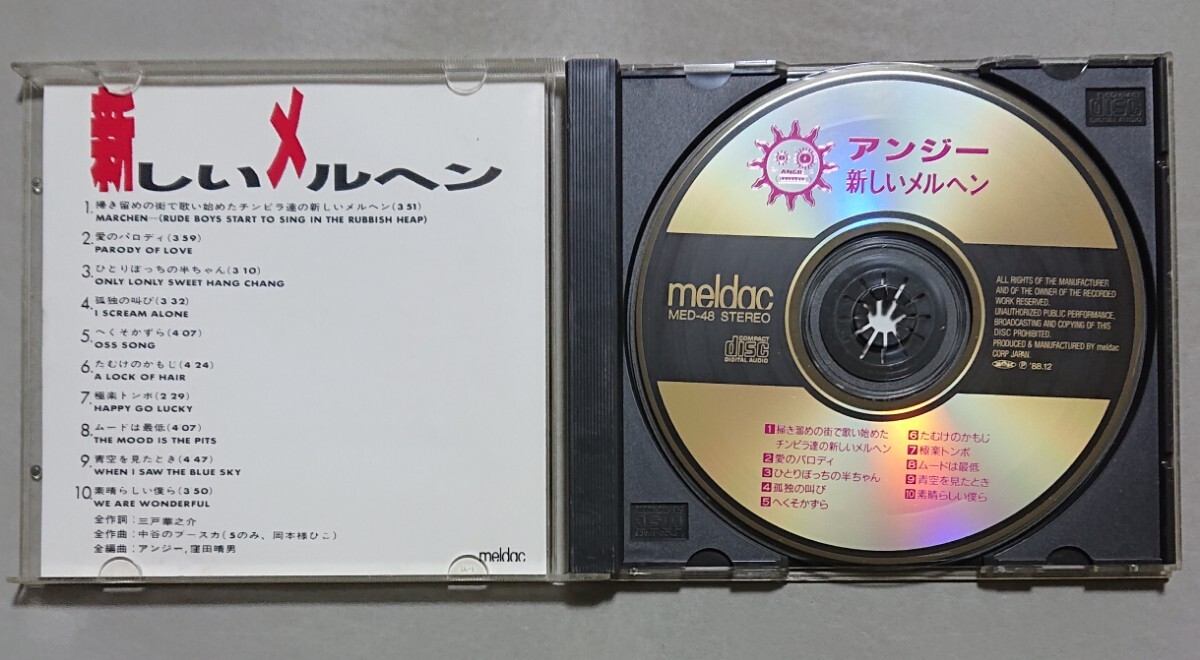 新しいメルヘン
1. 掃き留めの街で歌い始めたチンピラ達の新しいメルヘン(3 51)
MARCHEN—(RUDE BOYS START TO SING IN THE RUBBISH HEAP)
2. 愛のパロディ(3 59)
PARODY OF LOVE
3. ひとりぼっちの半ちゃん(3 10)
ONLY LONLY SWEET HANG CHANG
4. 孤独の叫び(3 32)
I SCREAM ALONE
5. へくそかずら(4 07)
OSS SONG
6. たむけのかもじ(4 24)
A LOCK OF HAIR
7. 極楽トンボ(2 29)
HAPPY GO LUCKY
8. ムードは最低(4 07)
THE MOOD IS THE PITS
9. 青空を見たとき(4 47)
WHEN I SAW THE BLUE SKY
10. 素晴らしい僕ら(3 50)
WE ARE WONDERFUL
全作詞:三戸華之介
全作曲:中谷のブースカ(5のみ、岡本様ひこ)
全編曲:アンジー,窪田晴男
meldac
アンジー
新しいメルヘン
meldac
MED-48 STEREO
COMPACT
disc
DIGITAL AUDIO
ALL RIGHTS OF THE MANUFACTURER
AND OF THE OWNER OF THE RECORDED
WORK RESERVED.
UNAUTHORIZED PUBLIC PERFORMANCE,
BROADCASTING AND COPYING OF THIS
DISC PROHIBITED.
PRODUCED & MANUFACTURED BY meldac
CORP JAPAN.
Ⓟ '88.12
1 掃き溜めの街で歌い始めた
チンピラ達の新しいメルヘン
2 愛のパロディ
3 ひとりぼっちの半ちゃん
4 孤独の叫び
5 へくそかずら
6 たむけのかもじ
7 極楽トンボ
8 ムードは最低
9 青空を見たとき
10 素晴らしい僕ら
COMPACT
disc
DIGITAL AUDIO